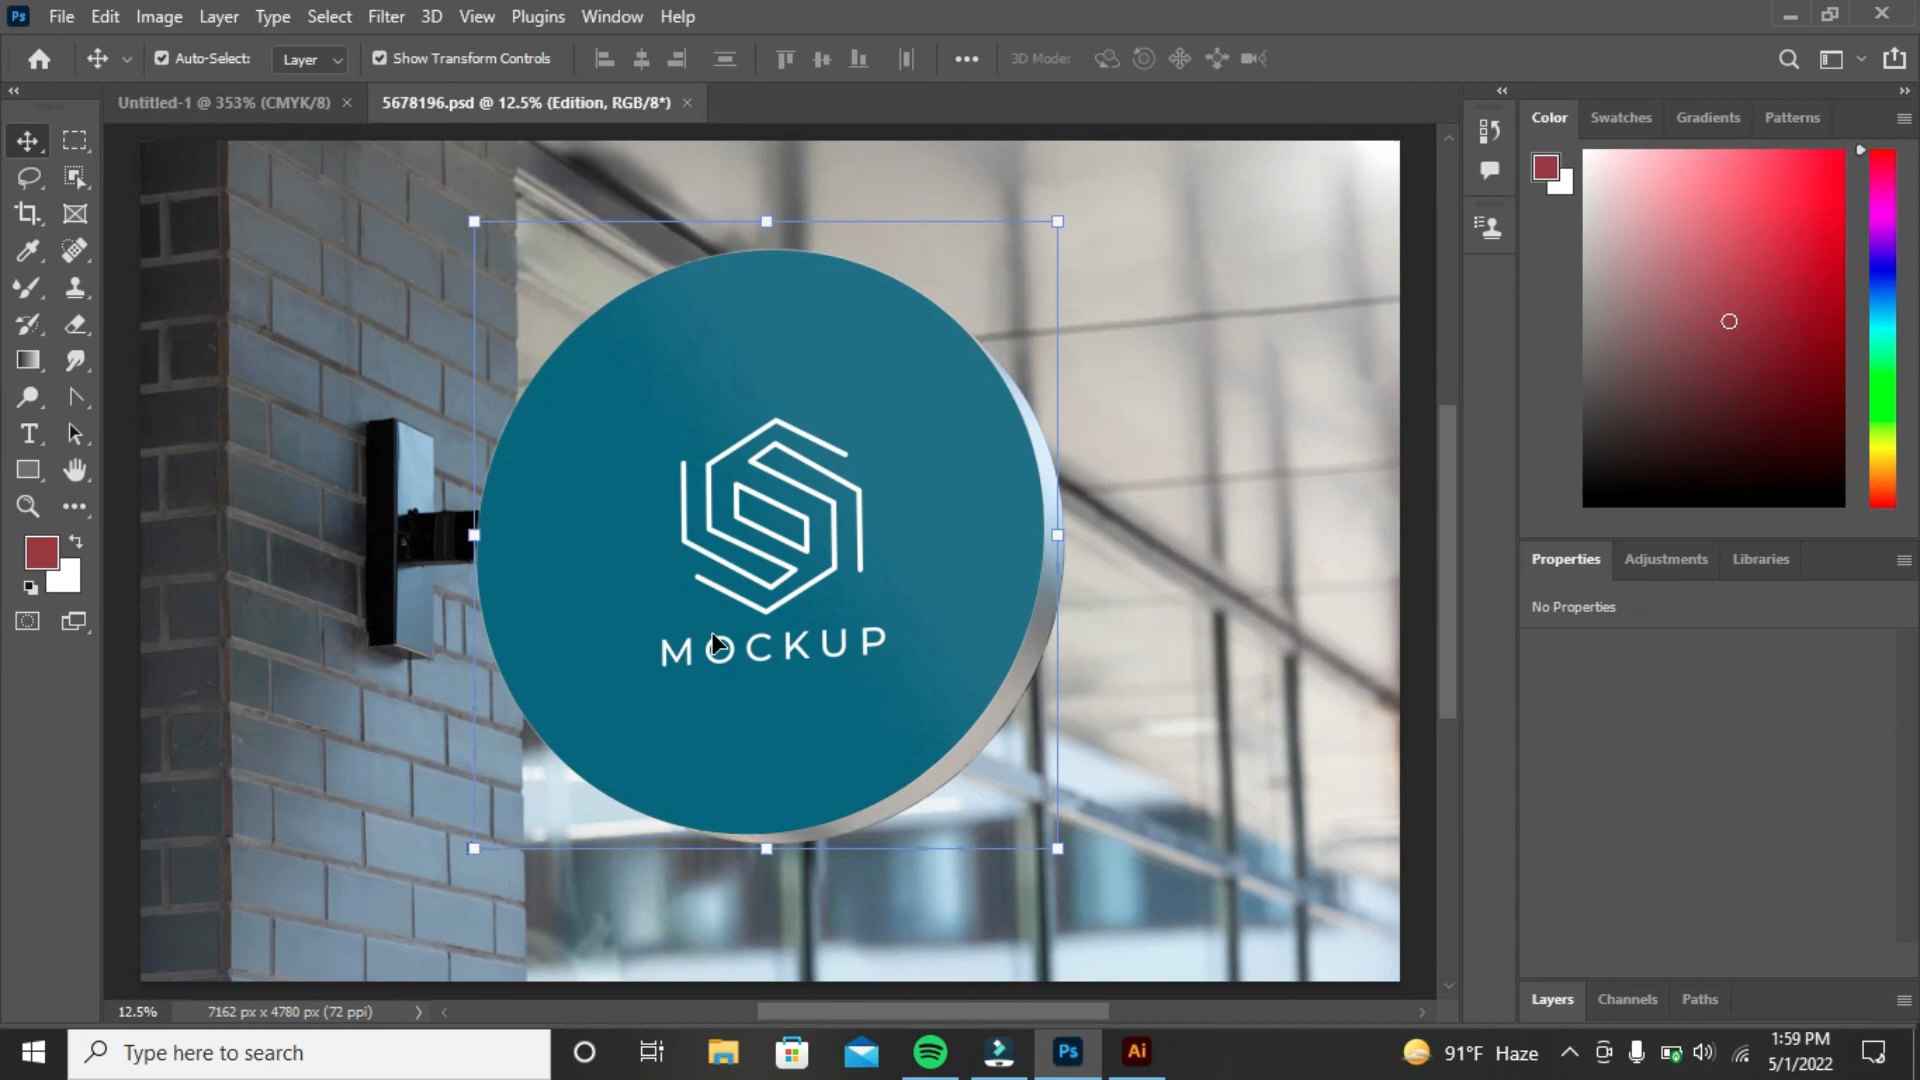 Ps File Edit Image Layer Type Select Filter 3D View Plugins Window Help
Auto-Select: Layer Show Transform Controls 3D Mode:
Untitled-1 @ 353% (CMYK/8) × 5678196.psd @ 12.5% (Edition, RGB/8*) ×
Color Swatches Gradients Patterns
MOCKUP
T
Properties Adjustments Libraries
No Properties
Layers Channels Paths
12.5% 7162 px x 4780 px (72 ppi)
Type here to search
Ps Ai
91°F Haze
1:59 PM
5/1/2022